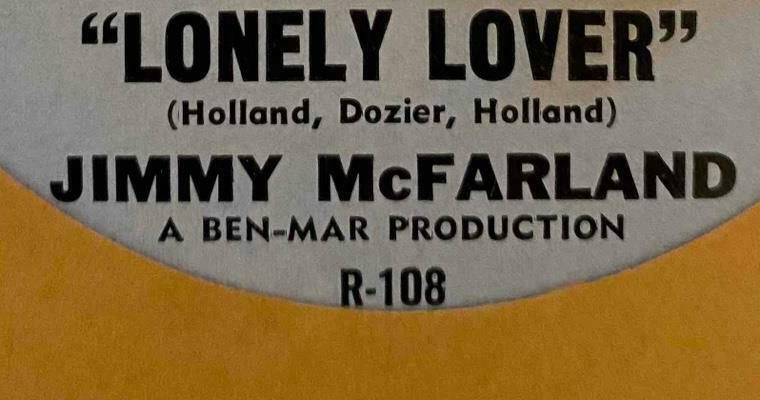 “LONELY LOVER”
(Holland, Dozier, Holland)
JIMMY McFARLAND
A BEN-MAR PRODUCTION
R-108